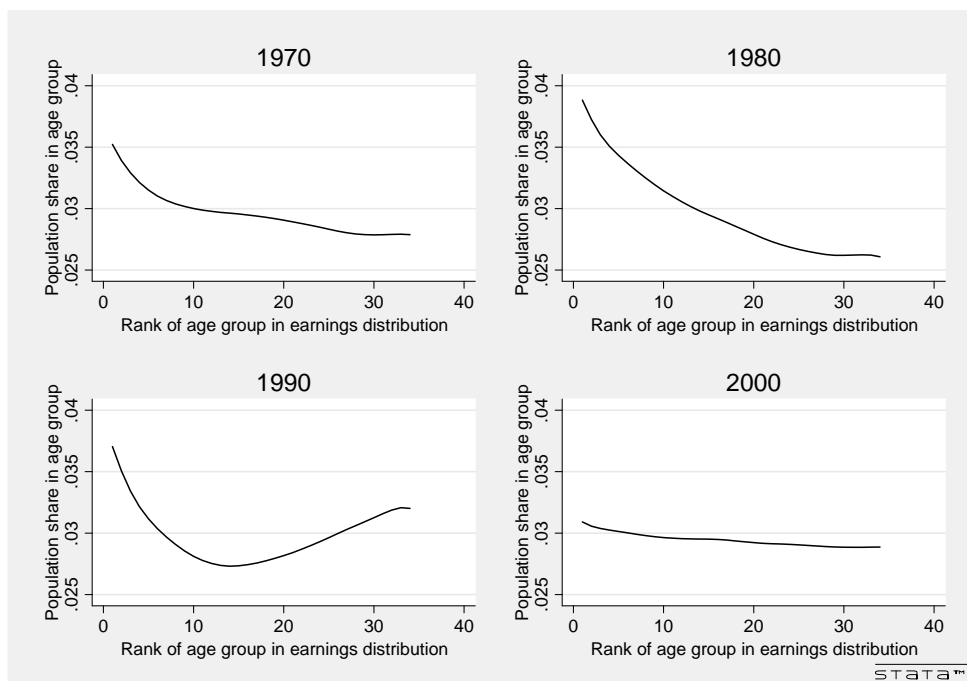 1970
Population share in age group
.04
.035
.03
.025
0 10 20 30 40
Rank of age group in earnings distribution
1980
Population share in age group
.04
.035
.03
.025
0 10 20 30 40
Rank of age group in earnings distribution
1990
Population share in age group
.04
.035
.03
.025
0 10 20 30 40
Rank of age group in earnings distribution
2000
Population share in age group
.04
.035
.03
.025
0 10 20 30 40
Rank of age group in earnings distribution
STATA™